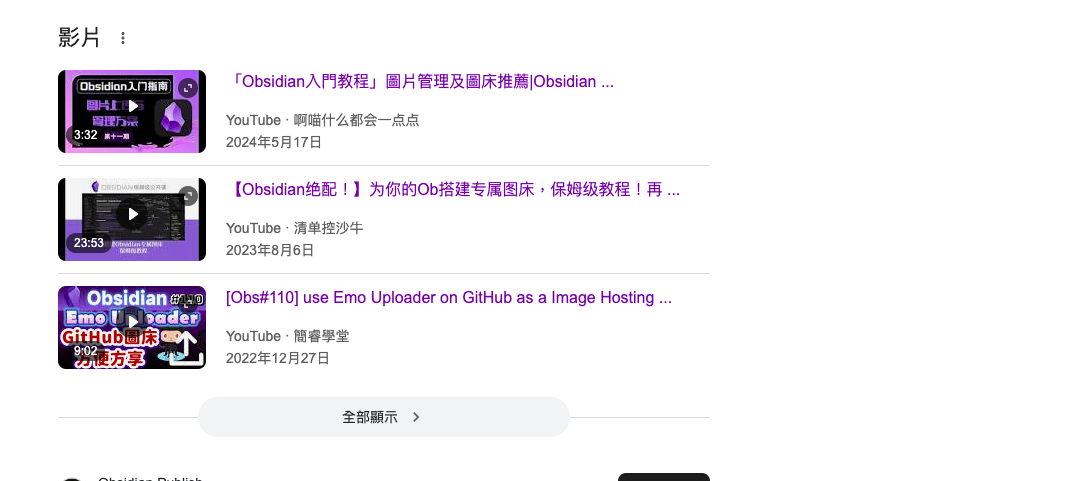 影片
Obsidian入门指南
圖片上傳
管理方案
3:32
第十一期
「Obsidian入門教程」圖片管理及圖床推薦|Obsidian ...
YouTube · 啊喵什么都会一点点
2024年5月17日
23:53
【Obsidian绝配！】为你的Ob搭建专属图床，保姆级教程！再 ...
YouTube · 清单控沙牛
2023年8月6日
Obsidian #110
Emo Uploader
GitHub圖床
9:02
方便分享
[Obs#110] use Emo Uploader on GitHub as a Image Hosting ...
YouTube · 簡睿學堂
2022年12月27日
全部顯示
Obsidian Publish